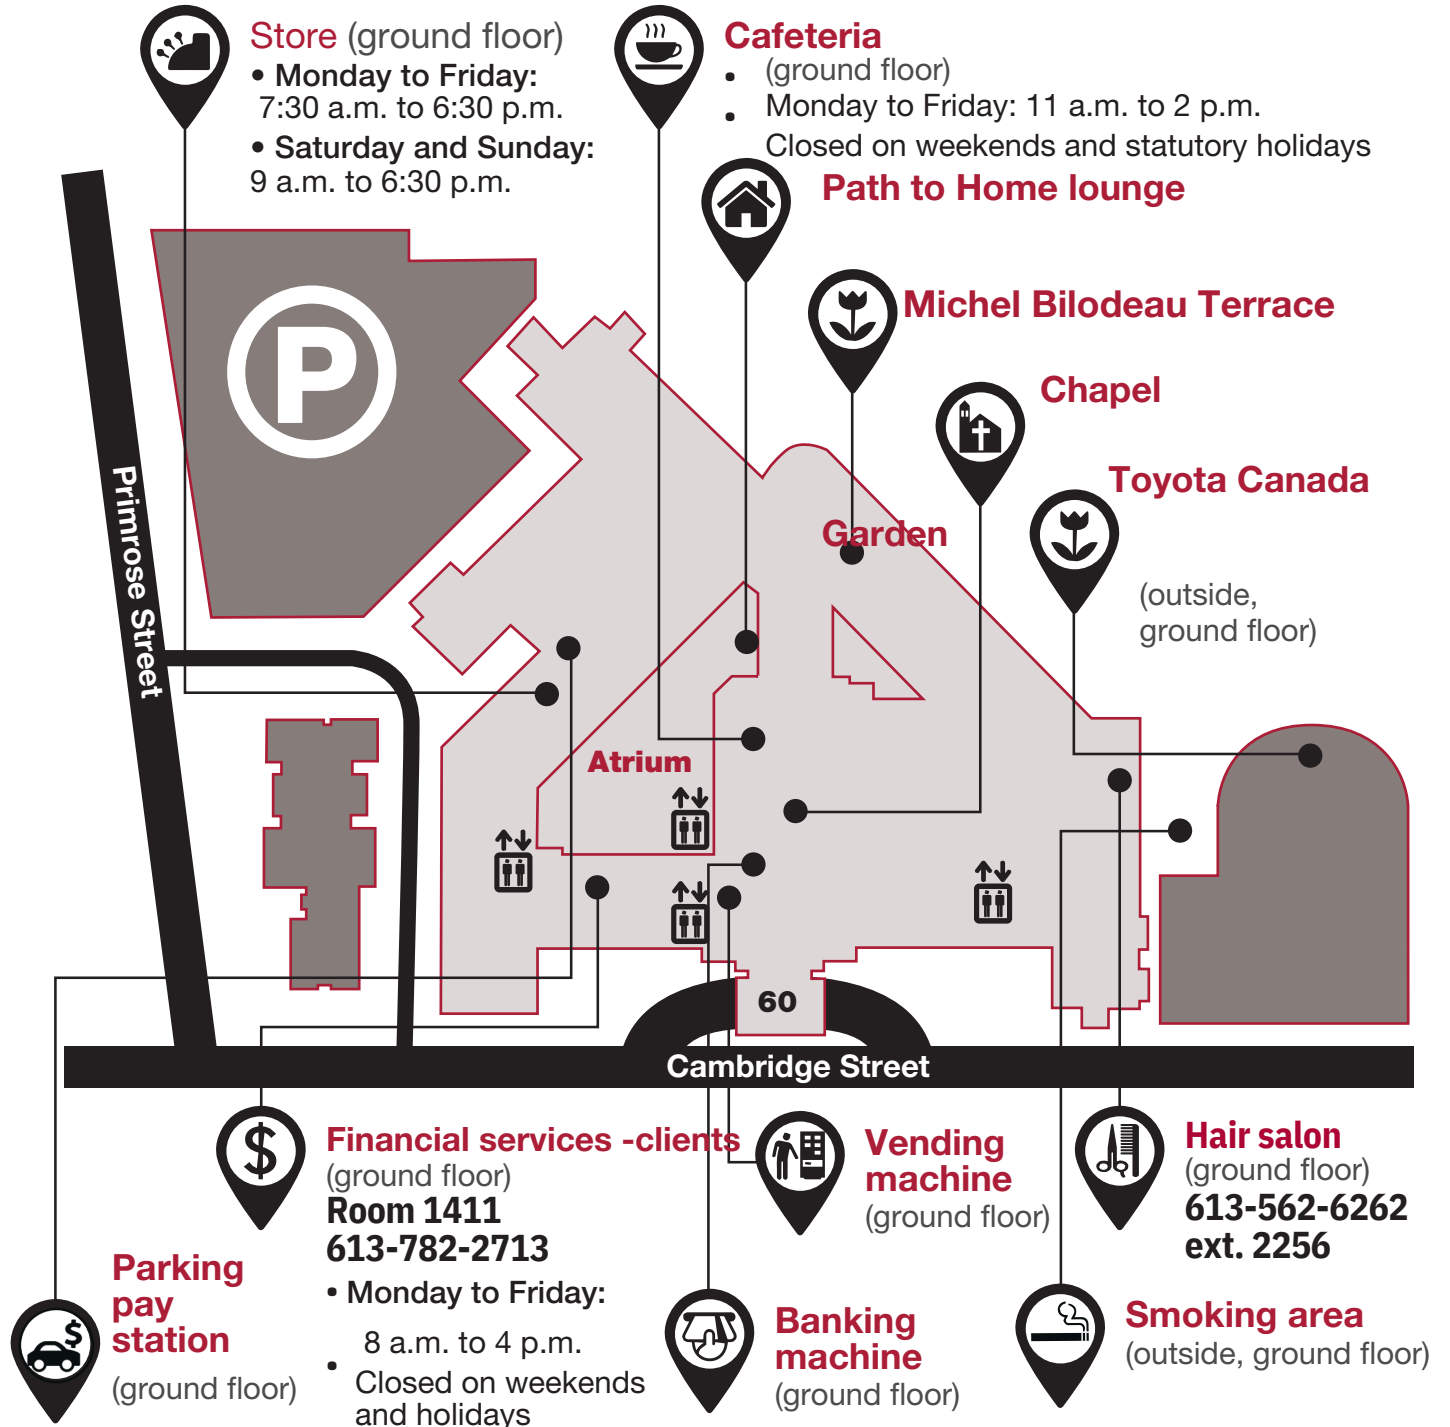 Store (ground floor)
• Monday to Friday:
7:30 a.m. to 6:30 p.m.
• Saturday and Sunday:
9 a.m. to 6:30 p.m.
Cafeteria
• (ground floor)
• Monday to Friday: 11 a.m. to 2 p.m.
Closed on weekends and statutory holidays
Path to Home lounge
Michel Bilodeau Terrace
Chapel
Toyota Canada
Garden
(outside,
ground floor)
P
Primrose Street
Atrium
60
Cambridge Street
$
Financial services -clients
(ground floor)
Room 1411
613-782-2713
• Monday to Friday:
8 a.m. to 4 p.m.
• Closed on weekends
and holidays
Vending
machine
(ground floor)
Hair salon
(ground floor)
613-562-6262
ext. 2256
$
Parking
pay
station
(ground floor)
Banking
machine
(ground floor)
Smoking area
(outside, ground floor)